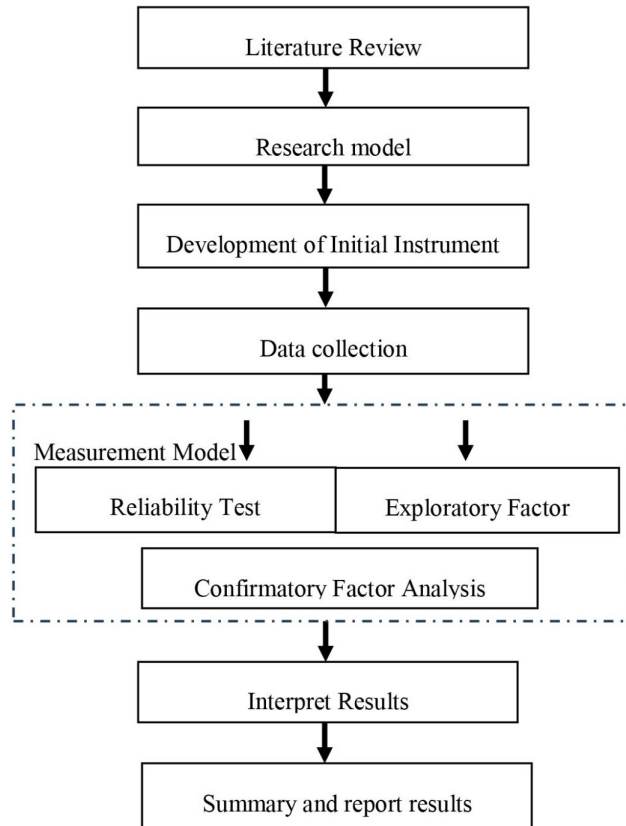 Literature Review
Research model
Development of Initial Instrument
Data collection
Measurement Model
Reliability Test
Exploratory Factor
Confirmatory Factor Analysis
Interpret Results
Summary and report results